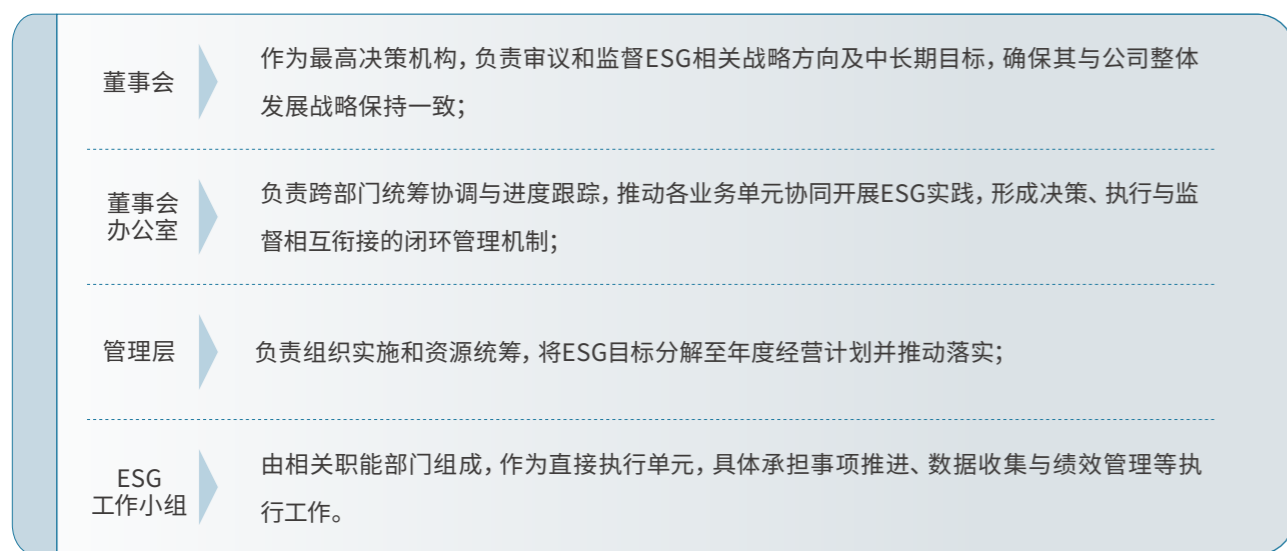 董事会
作为最高决策机构，负责审议和监督ESG相关战略方向及中长期目标，确保其与公司整体
发展战略保持一致；
董事会
办公室
负责跨部门统筹协调与进度跟踪，推动各业务单元协同开展ESG实践，形成决策、执行与监
督相互衔接的闭环管理机制；
管理层
负责组织实施和资源统筹，将ESG目标分解至年度经营计划并推动落实；
ESG
工作小组
由相关职能部门组成，作为直接执行单元，具体承担事项推进、数据收集与绩效管理等执
行工作。